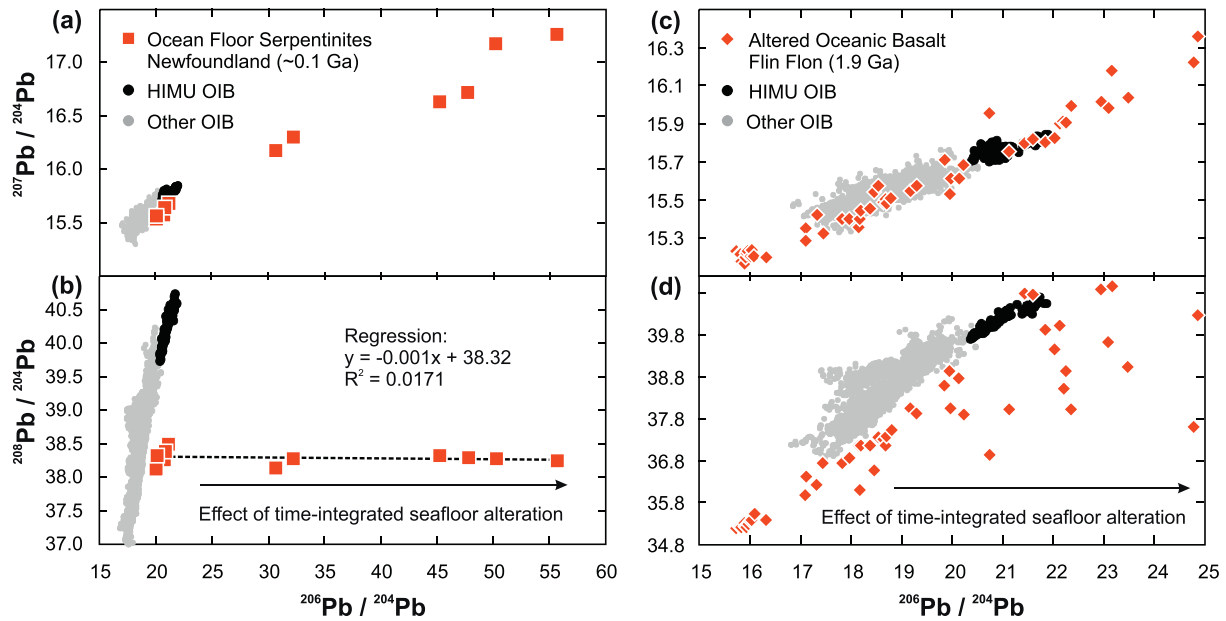 (a)
Ocean Floor Serpentinites
Newfoundland (~0.1 Ga)
HIMU OIB
Other OIB
17.0
16.5
16.0
15.5
²⁰⁷Pb / ²⁰⁴Pb
(b)
40.5
40.0
39.5
39.0
38.5
38.0
37.5
37.0
²⁰⁸Pb / ²⁰⁴Pb
Regression:
y = -0.001x + 38.32
R² = 0.0171
Effect of time-integrated seafloor alteration
15 20 25 30 35 40 45 50 55 60
²⁰⁶Pb / ²⁰⁴Pb
(c)
Altered Oceanic Basalt
Flin Flon (1.9 Ga)
HIMU OIB
Other OIB
16.3
15.9
15.6
15.3
(d)
39.8
38.8
37.8
36.8
35.8
34.8
Effect of time-integrated seafloor alteration
15 16 17 18 19 20 21 22 23 24 25
²⁰⁶Pb / ²⁰⁴Pb